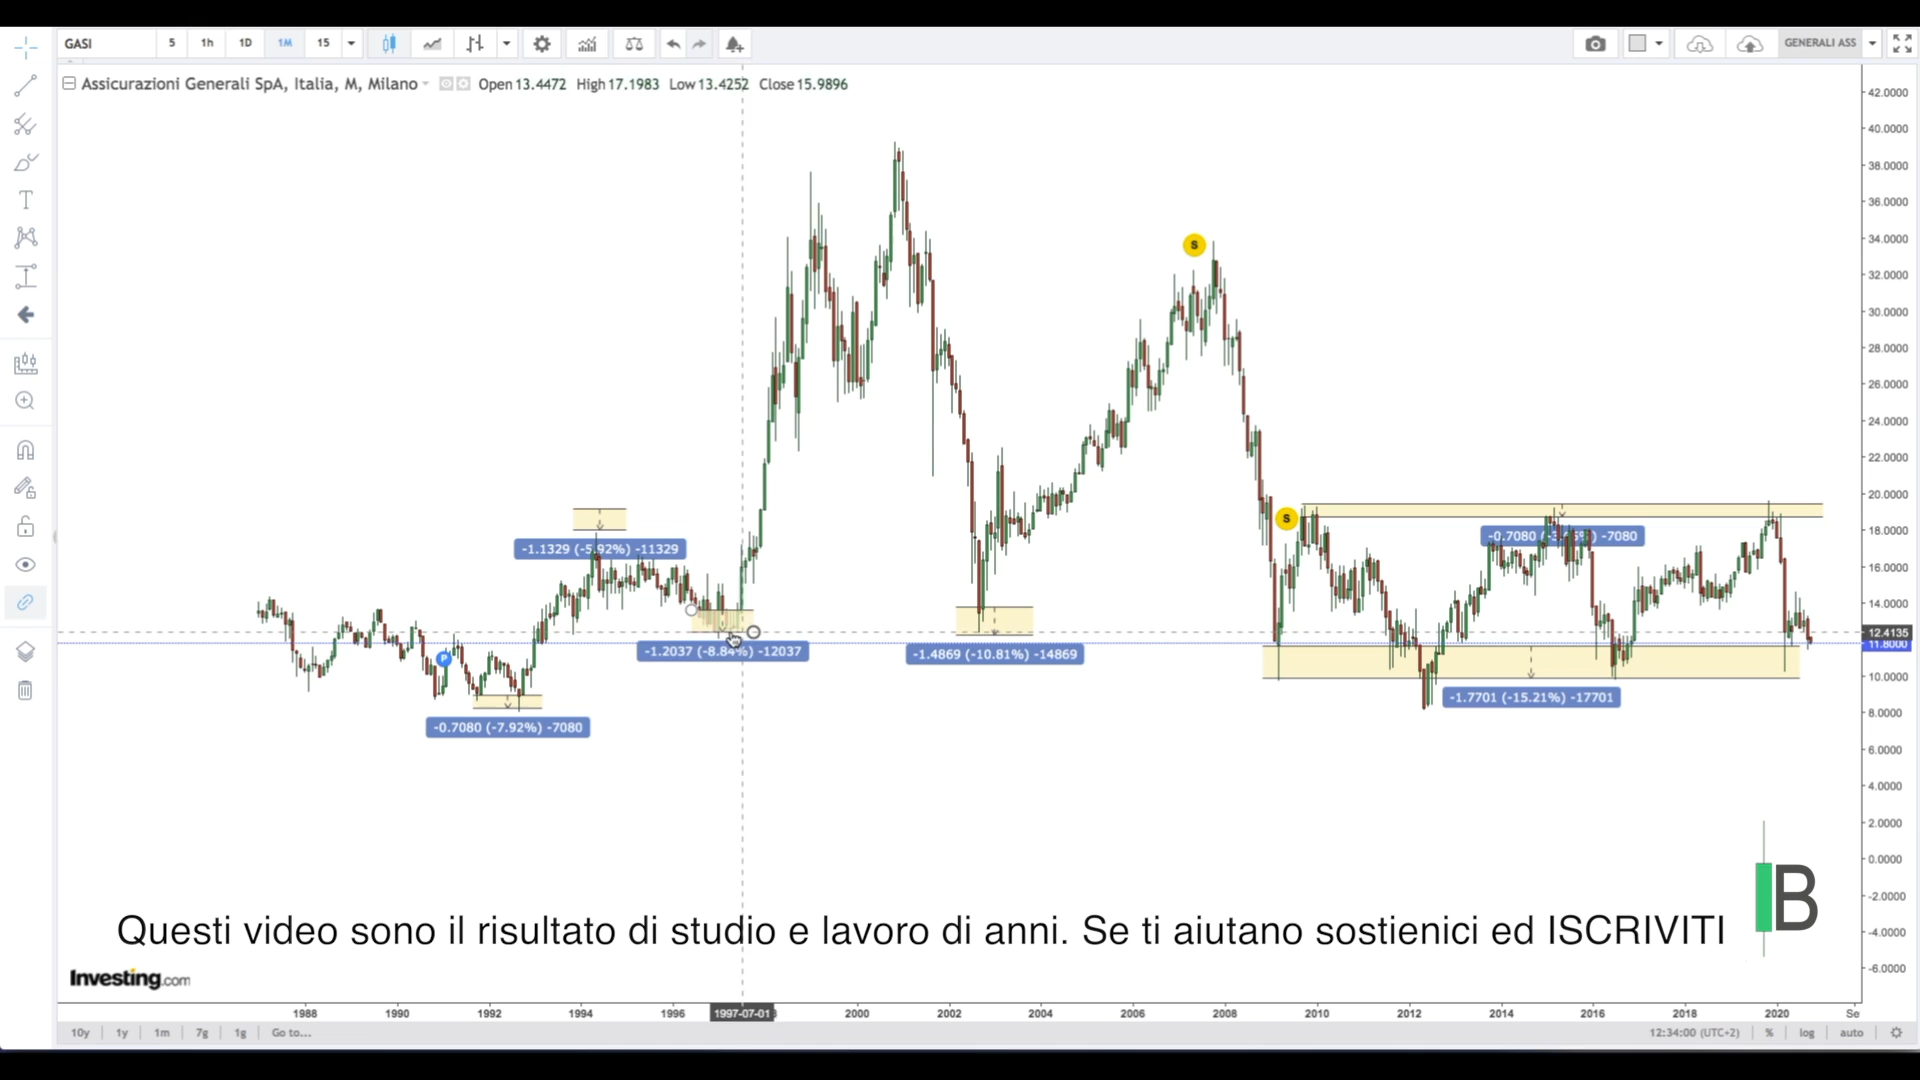 GASI 5 1h 1D 1M 15 GENERALI ASS
Assicurazioni Generali SpA, Italia, M, Milano Open 13.4472 High 17.1983 Low 13.4252 Close 15.9896
42.0000
40.0000
38.0000
36.0000
34.0000
S
32.0000
30.0000
28.0000
26.0000
24.0000
22.0000
20.0000
S
18.0000
-0.7080
-7080
-1.1329 (-5.92%) -11329
16.0000
14.0000
12.4135
11.8000
-1.2037 (-8.84%) -12037
-1.4869 (-10.81%) -14869
P
10.0000
-1.7701 (-15.21%) -17701
8.0000
-0.7080 (-7.92%) -7080
6.0000
4.0000
2.0000
0.0000
-2.0000
B
Questi video sono il risultato di studio e lavoro di anni. Se ti aiutano sostienici ed ISCRIVITI
-4.0000
-6.0000
Investing.com
1988 1990 1992 1994 1996 1997-07-01 2000 2002 2004 2006 2008 2010 2012 2014 2016 2018 2020 Se
10y 1y 1m 7g 1g Go to... 12:34:00 (UTC+2) % log auto